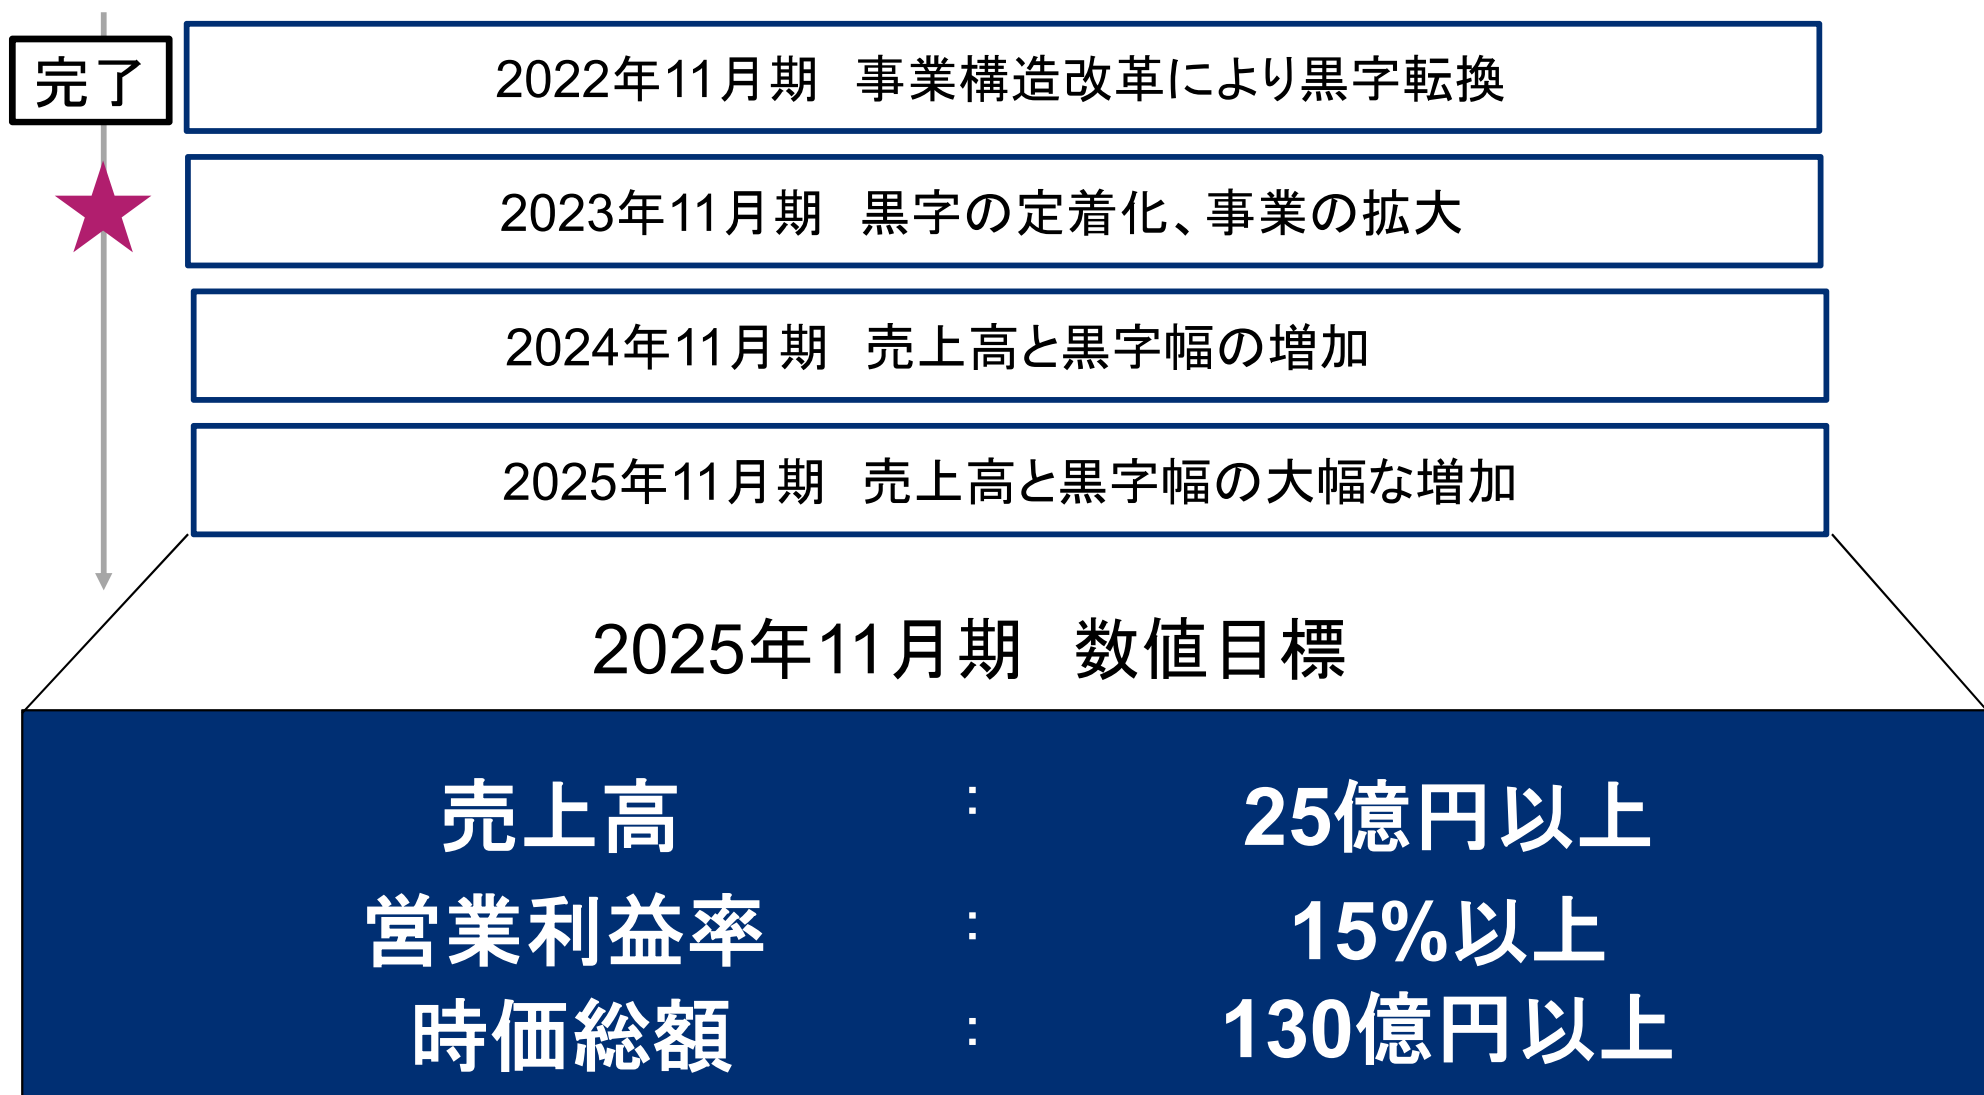 完了
2022年11月期　事業構造改革により黒字転換
2023年11月期　黒字の定着化、事業の拡大
2024年11月期　売上高と黒字幅の増加
2025年11月期　売上高と黒字幅の大幅な増加
2025年11月期　数値目標
売上高 : 25億円以上
営業利益率 : 15%以上
時価総額 : 130億円以上